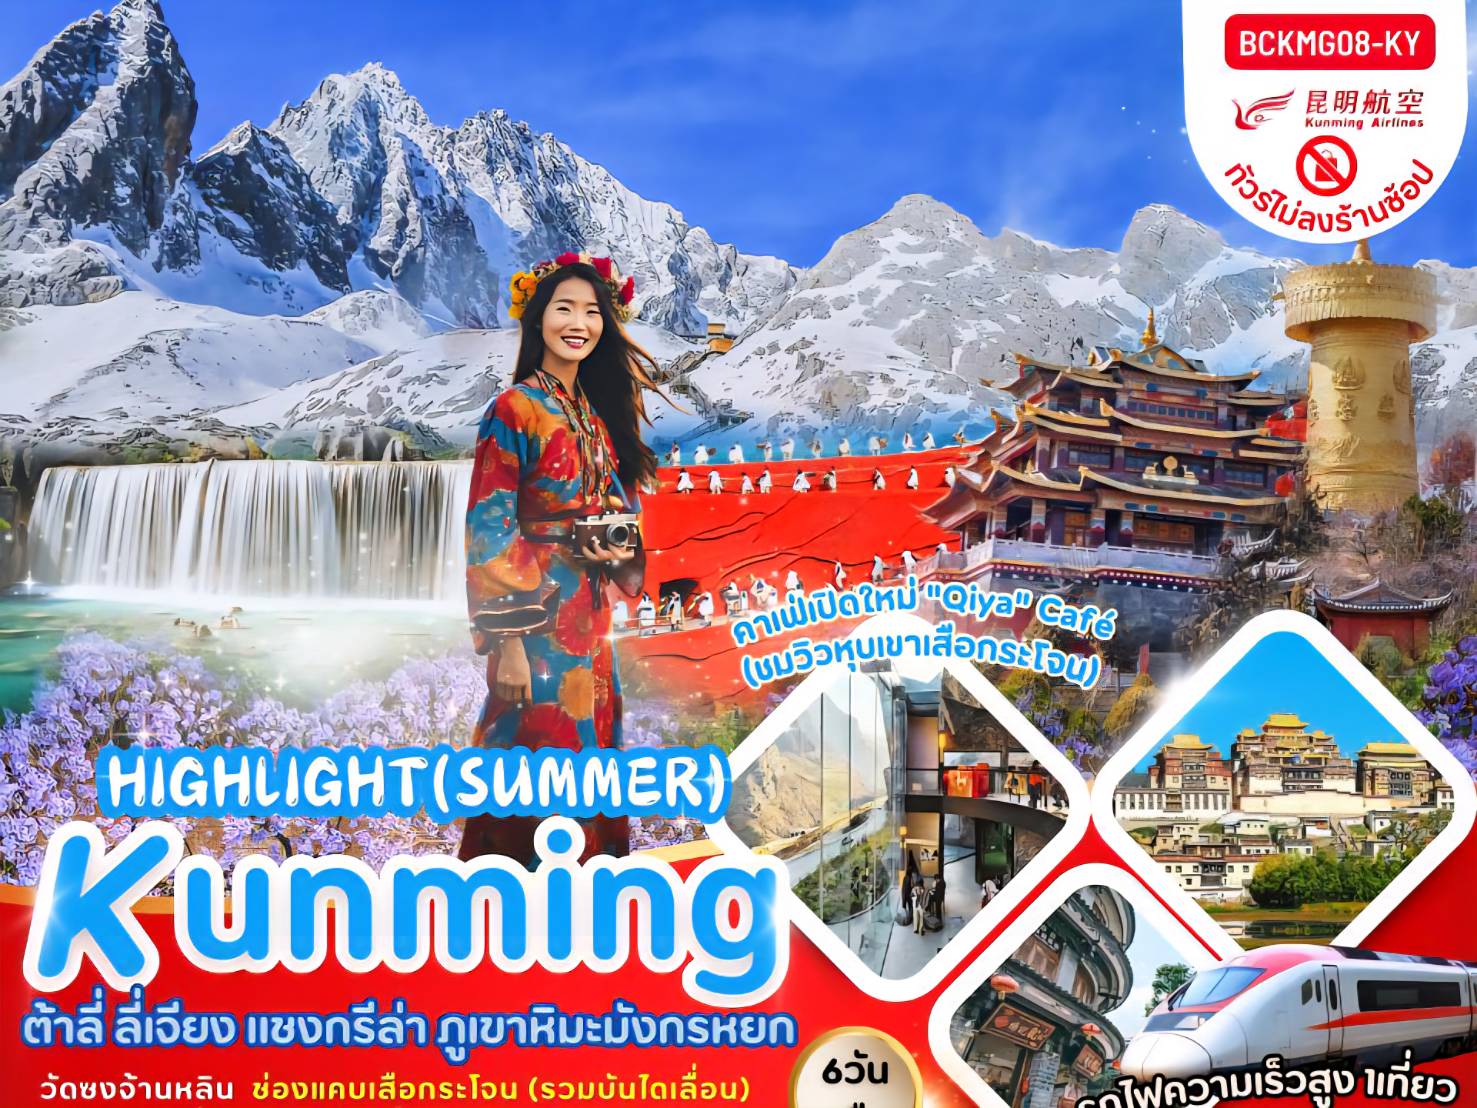 BCKMG08-KY
昆明航空
Kunming Airlines
ทัวร์ไม่ลงร้านช้อป
คาเฟ่เปิดใหม่ "Qiya" Café
(ชมวิวหุบเขาเสือกระโจน)
HIGHLIGHT(SUMMER)
Kunming
ต้าลี่ ลี่เจียง แชงกรีล่า ภูเขาหิมะมังกรหยก
วัดซงจ้านหลิน ช่องแคบเสือกระโจน (รวมบันไดเลื่อน)
6วัน
รถไฟความเร็วสูง 1เที่ยว